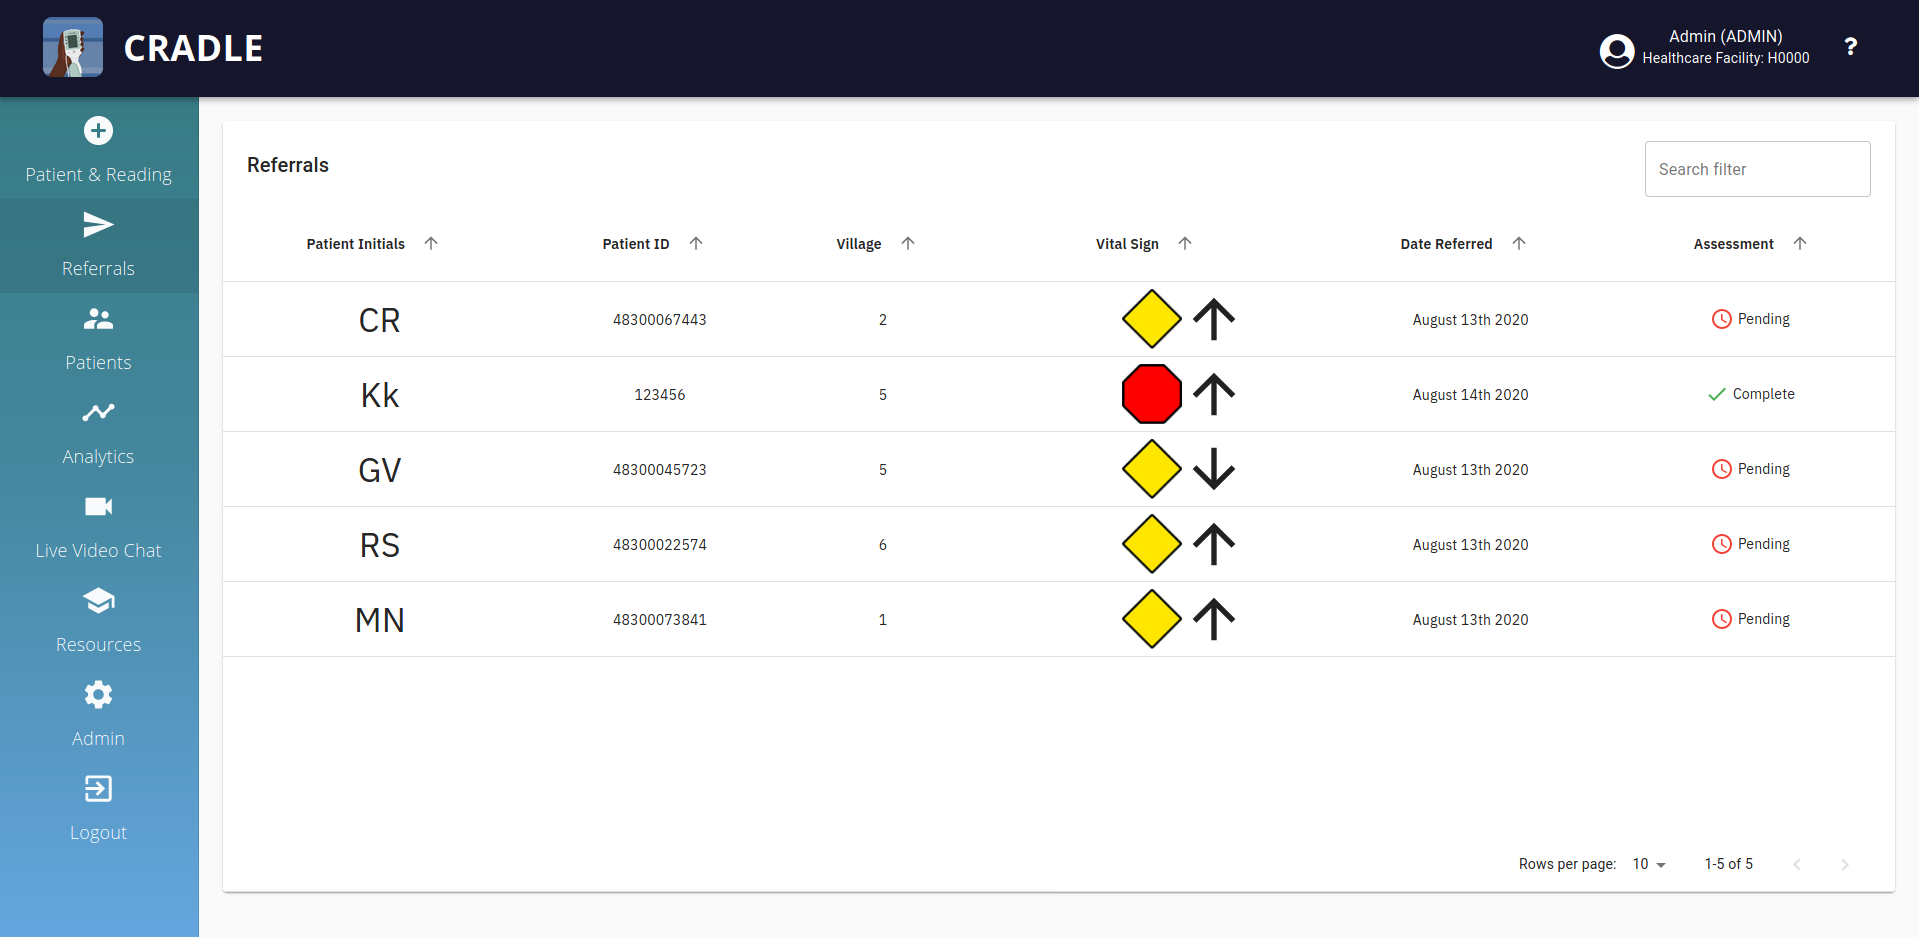 CRADLE
Admin (ADMIN)
Healthcare Facility: H0000
?
Patient & Reading
Referrals
Patients
Analytics
Live Video Chat
Resources
Admin
Logout
Referrals
Search filter
Patient Initials Patient ID Village Vital Sign Date Referred Assessment
CR 48300067443 2 August 13th 2020 Pending
Kk 123456 5 August 14th 2020 Complete
GV 48300045723 5 August 13th 2020 Pending
RS 48300022574 6 August 13th 2020 Pending
MN 48300073841 1 August 13th 2020 Pending
Rows per page: 10 1-5 of 5